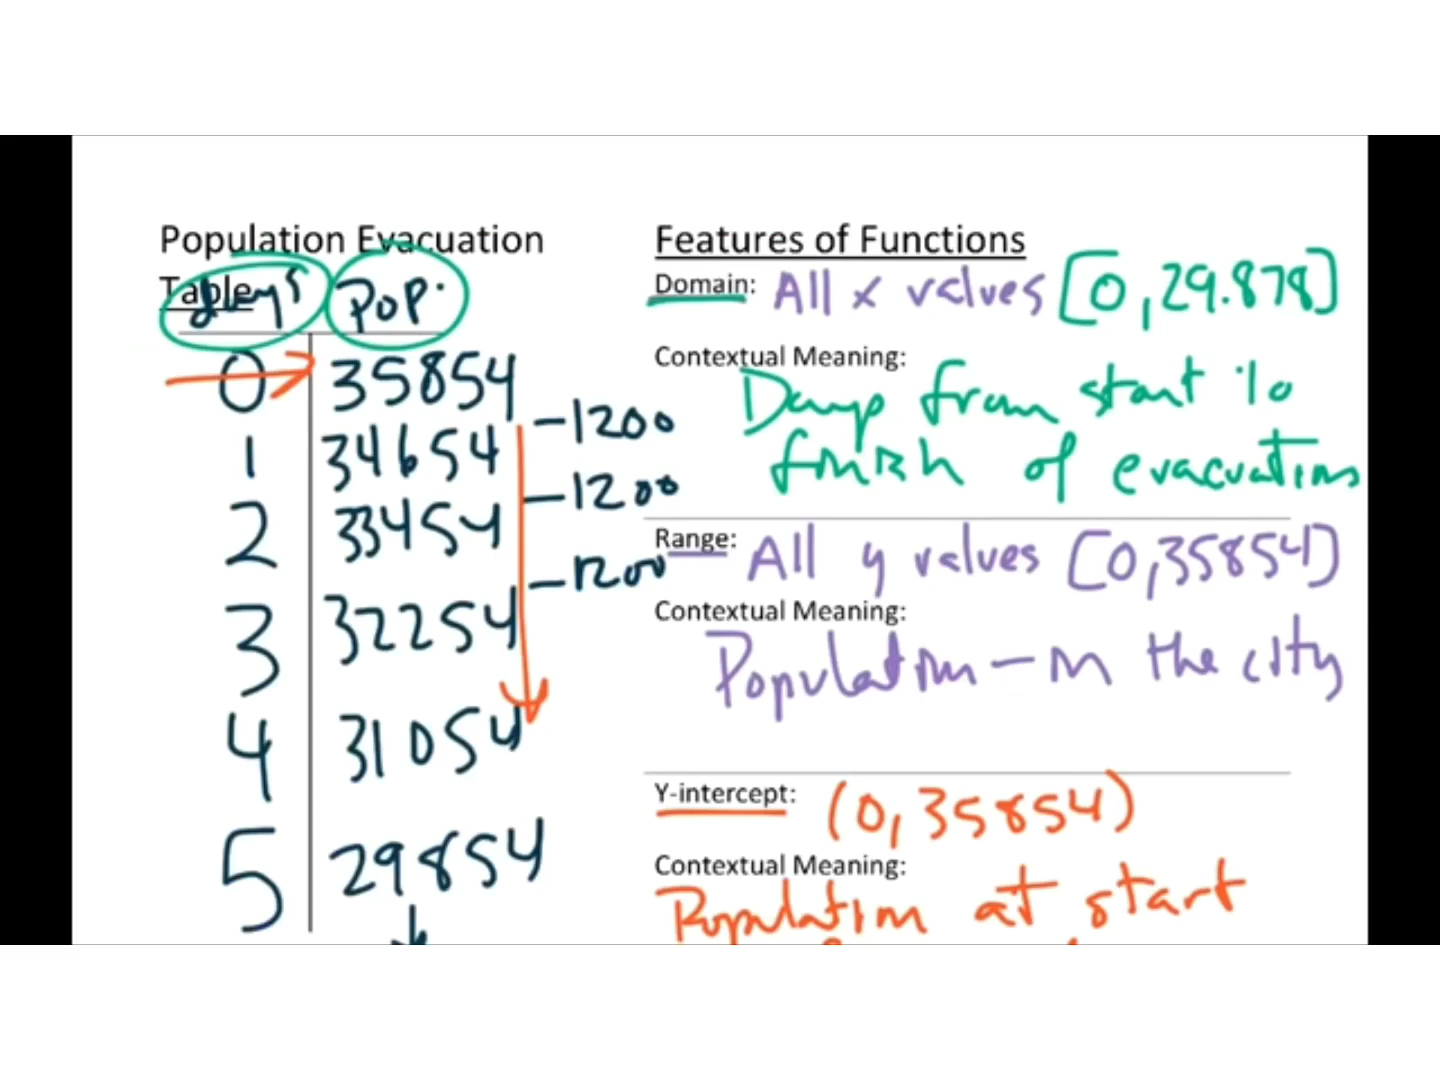 Population Evacuation
Table
days Pop.
0 35854
-1200
1 34654
-1200
2 33454
-1200
3 32254
4 31054
5 29854
Features of Functions
Domain: All x values [0,29.878]
Contextual Meaning:
Days from start to
finish of evacuation
Range: All y values [0,35854]
Contextual Meaning:
Population - in the city
Y-intercept: (0,35854)
Contextual Meaning:
Population at start